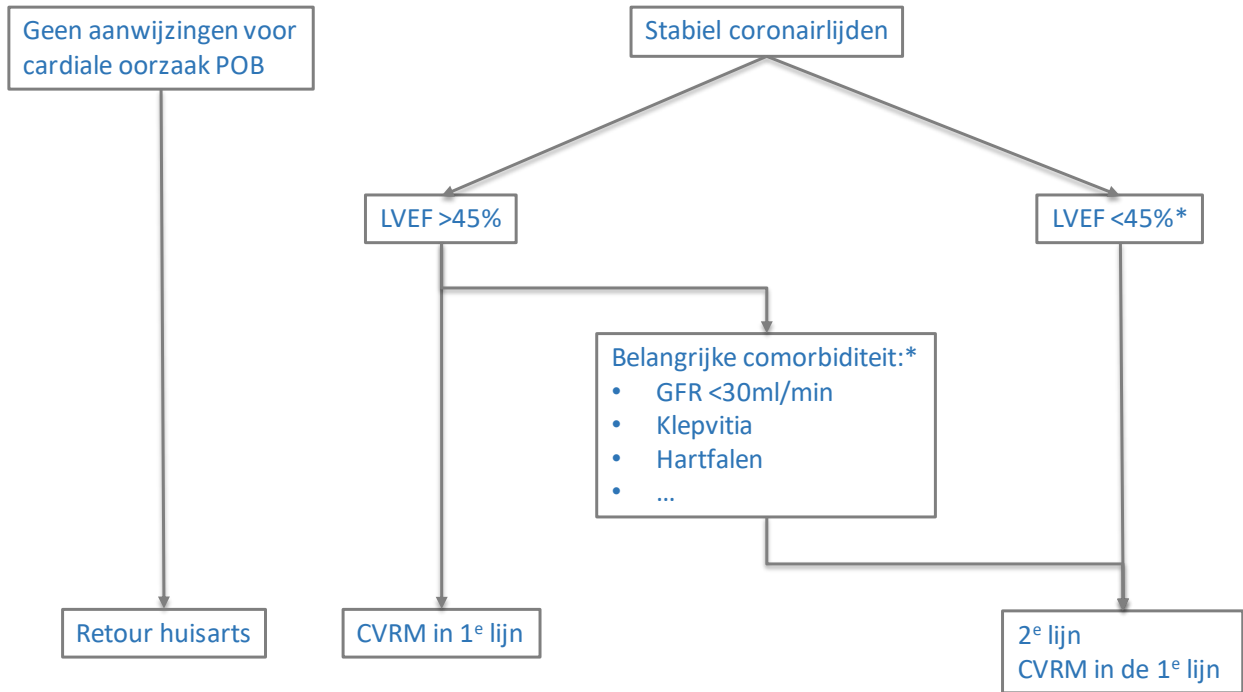 Geen aanwijzingen voor
cardiale oorzaak POB
Stabiel coronairlijden
LVEF >45%
LVEF <45%*
Belangrijke comorbiditeit:*
• GFR <30ml/min
• Klepvitia
• Hartfalen
• ...
Retour huisarts
CVRM in 1e lijn
2e lijn
CVRM in de 1e lijn